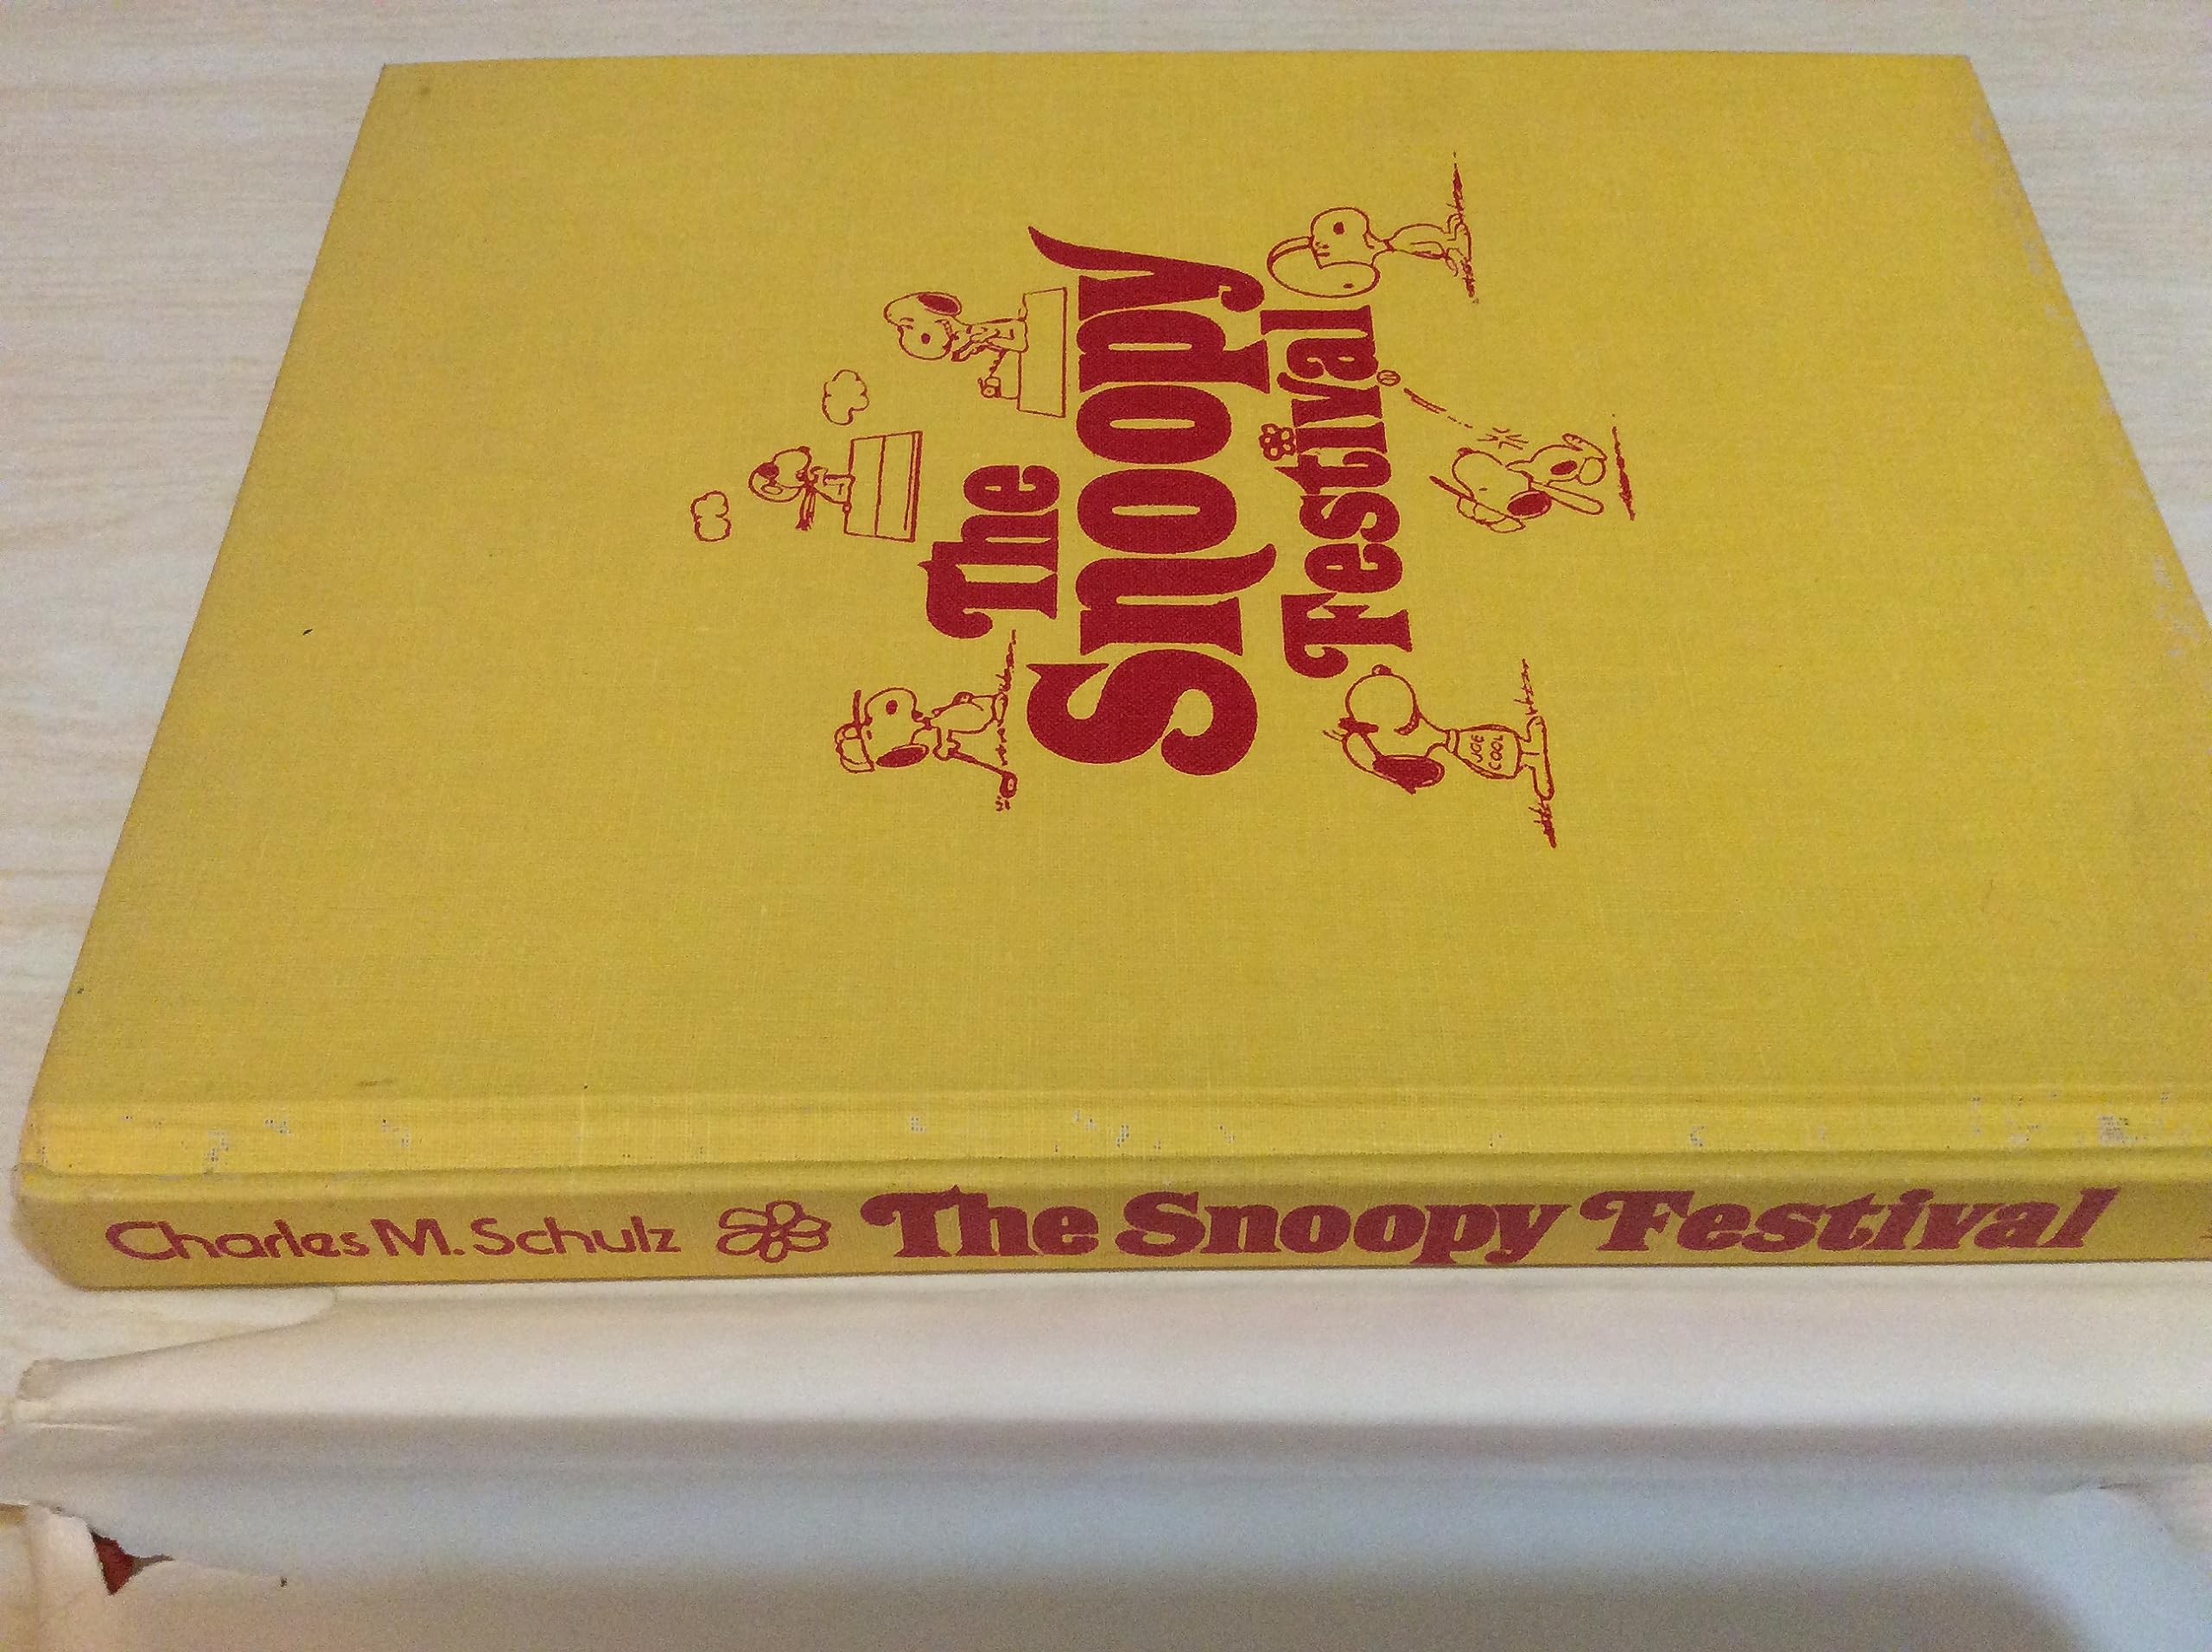 The
Snoopy
Festival
JOE
COOL
Charles M. Schulz The Snoopy Festival